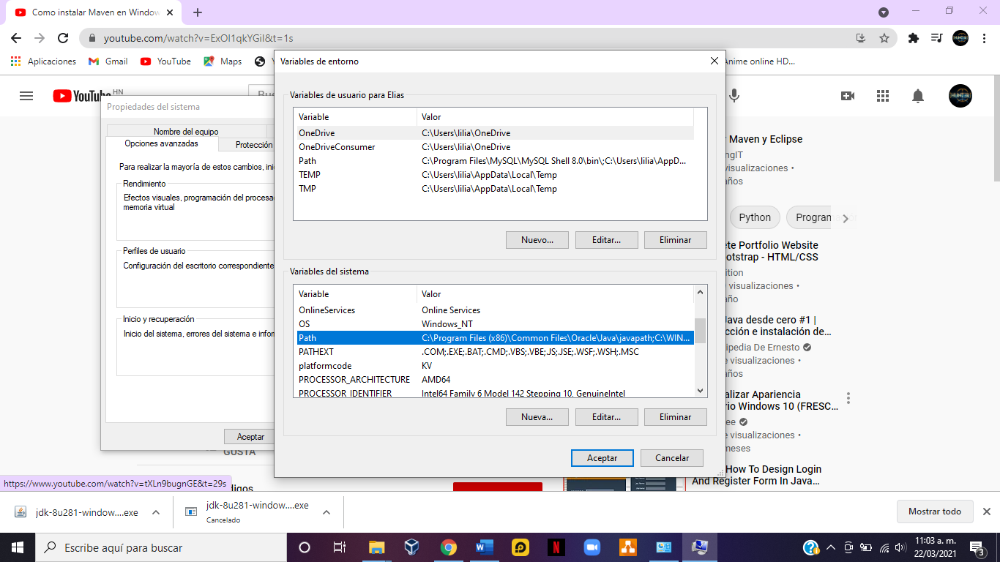 Como instalar Maven en Window
youtube.com/watch?v=ExOl1qkYGiI&t=1s
Aplicaciones
Gmail
YouTube
Maps
Anime online HD...
YouTube
HN
Variables de entorno
Variables de usuario para Elias
Variable Valor
OneDrive C:\Users\lilia\OneDrive
OneDriveConsumer C:\Users\lilia\OneDrive
Path C:\Program Files\MySQL\MySQL Shell 8.0\bin\;C:\Users\lilia\AppD...
TEMP C:\Users\lilia\AppData\Local\Temp
TMP C:\Users\lilia\AppData\Local\Temp
Nuevo... Editar... Eliminar
Variables del sistema
Variable Valor
OnlineServices Online Services
OS Windows_NT
Path C:\Program Files (x86)\Common Files\Oracle\Java\javapath;C:\WIN...
PATHEXT .COM;.EXE;.BAT;.CMD;.VBS;.VBE;.JS;.JSE;.WSF;.WSH;.MSC
platformcode KV
PROCESSOR_ARCHITECTURE AMD64
PROCESSOR_IDENTIFIER Intel64 Family 6 Model 142 Stepping 10, GenuineIntel
Nueva... Editar... Eliminar
Aceptar Cancelar
Propiedades del sistema
Nombre del equipo
Opciones avanzadas Protección
Para realizar la mayoría de estos cambios, inic
Rendimiento
Efectos visuales, programación del procesad
memoria virtual
Perfiles de usuario
Configuración del escritorio correspondiente
Inicio y recuperación
Inicio del sistema, errores del sistema e infor
Aceptar
GUSTA
y Maven y Eclipse
ngIT
visualizaciones •
años
Python
Program
ete Portfolio Website
otstrap - HTML/CSS
ition
visualizaciones •
año
Java desde cero #1 |
cción e instalación de...
ipedia De Ernesto
e visualizaciones •
años
alizar Apariencia
rio Windows 10 (FRESC...
ee
e visualizaciones •
meses
How To Design Login
And Register Form In Java...
https://www.youtube.com/watch?v=tXLn9bugnGE&t=29s
digos
jdk-8u281-window....exe
jdk-8u281-window....exe
Cancelado
Mostrar todo
Escribe aquí para buscar
11:03 a. m.
22/03/2021
3